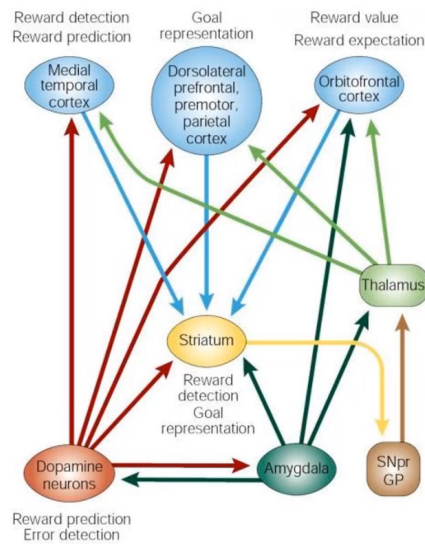 Reward detection
Reward prediction
Goal
representation
Reward value
Reward expectation
Medial
temporal
cortex
Dorsolateral
prefrontal,
premotor,
parietal
cortex
Orbitofrontal
cortex
Thalamus
Striatum
Reward
detection
Goal
representation
Dopamine
neurons
Amygdala
SNpr
GP
Reward prediction
Error detection